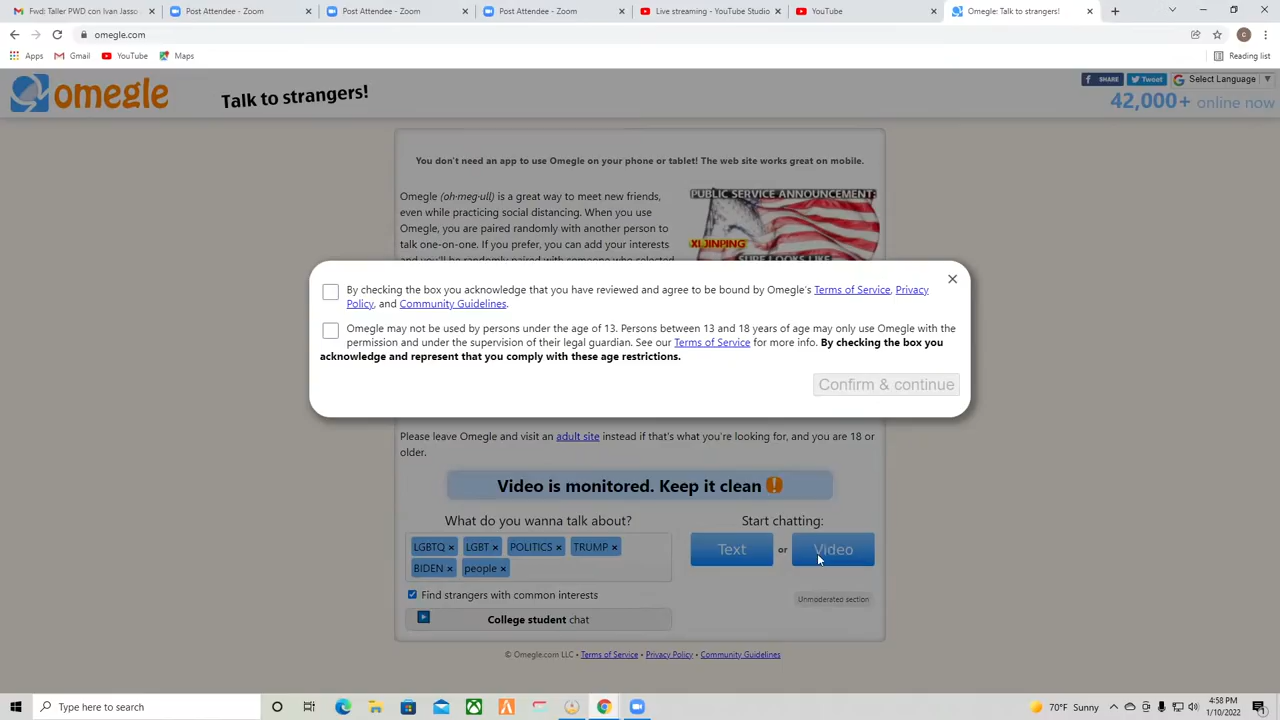 Fwd: Taller PWD con Ivan Jasso
Post Attendee - Zoom
Post Attendee - Zoom
Post Attendee - Zoom
Live streaming - YouTube Studio
YouTube
Omegle: Talk to strangers!
omegle.com
Apps
Gmail
YouTube
Maps
Reading list
omegle
Talk to strangers!
SHARE
Tweet
Select Language
42,000+ online now
You don't need an app to use Omegle on your phone or tablet! The web site works great on mobile.
Omegle (oh·meg·ull) is a great way to meet new friends,
even while practicing social distancing. When you use
Omegle, you are paired randomly with another person to
talk one-on-one. If you prefer, you can add your interests
and you'll be randomly paired with someone who selected
PUBLIC SERVICE ANNOUNCEMENT:
XI JINPING
SURE LOOKS LIKE
By checking the box you acknowledge that you have reviewed and agree to be bound by Omegle's Terms of Service, Privacy
Policy, and Community Guidelines.
Omegle may not be used by persons under the age of 13. Persons between 13 and 18 years of age may only use Omegle with the
permission and under the supervision of their legal guardian. See our Terms of Service for more info. By checking the box you
acknowledge and represent that you comply with these age restrictions.
Confirm & continue
Please leave Omegle and visit an adult site instead if that's what you're looking for, and you are 18 or
older.
Video is monitored. Keep it clean
What do you wanna talk about?
Start chatting:
LGBTQ × LGBT × POLITICS × TRUMP ×
BIDEN × people ×
Text or Video
Find strangers with common interests
Unmoderated section
College student chat
© Omegle.com LLC • Terms of Service • Privacy Policy • Community Guidelines
Type here to search
70°F Sunny
4:58 PM
1/10/2022